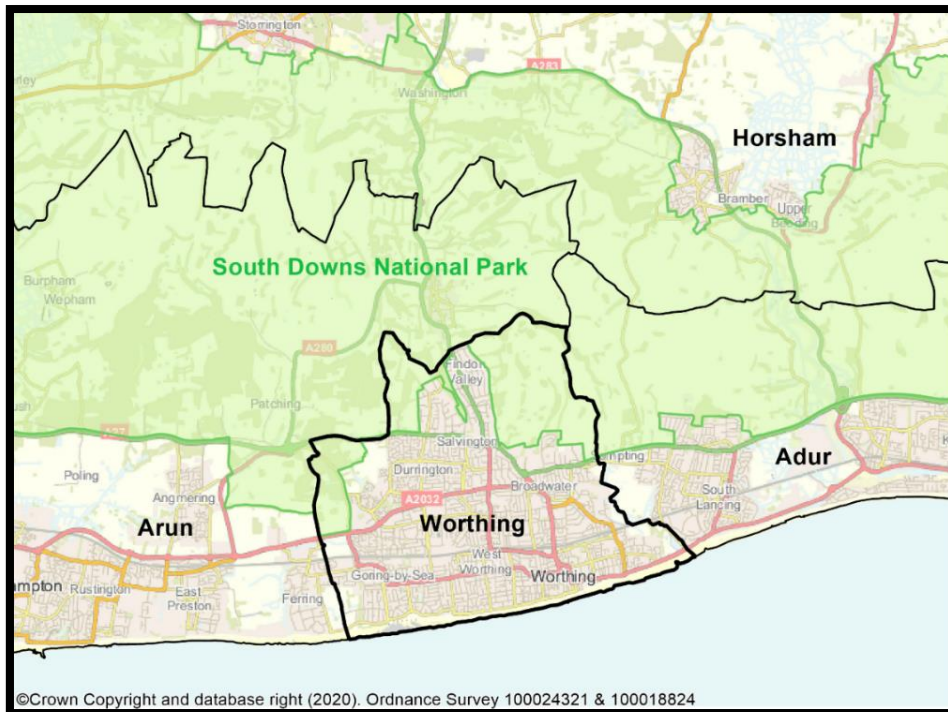 Storrington
A283
Washington
Horsham
Bramber
Upper
Beeding
South Downs National Park
Burpham
Wepham
A280
Findon
Valley
Patching
A27
Salvington
Poling
Durrington
Broadwater
Adur
Angmering
A2032
South
Lancing
Arun
Worthing
West
Worthing
Goring-by-Sea
Worthing
ampton
Rustington
East
Preston
Ferring
©Crown Copyright and database right (2020). Ordnance Survey 100024321 & 100018824